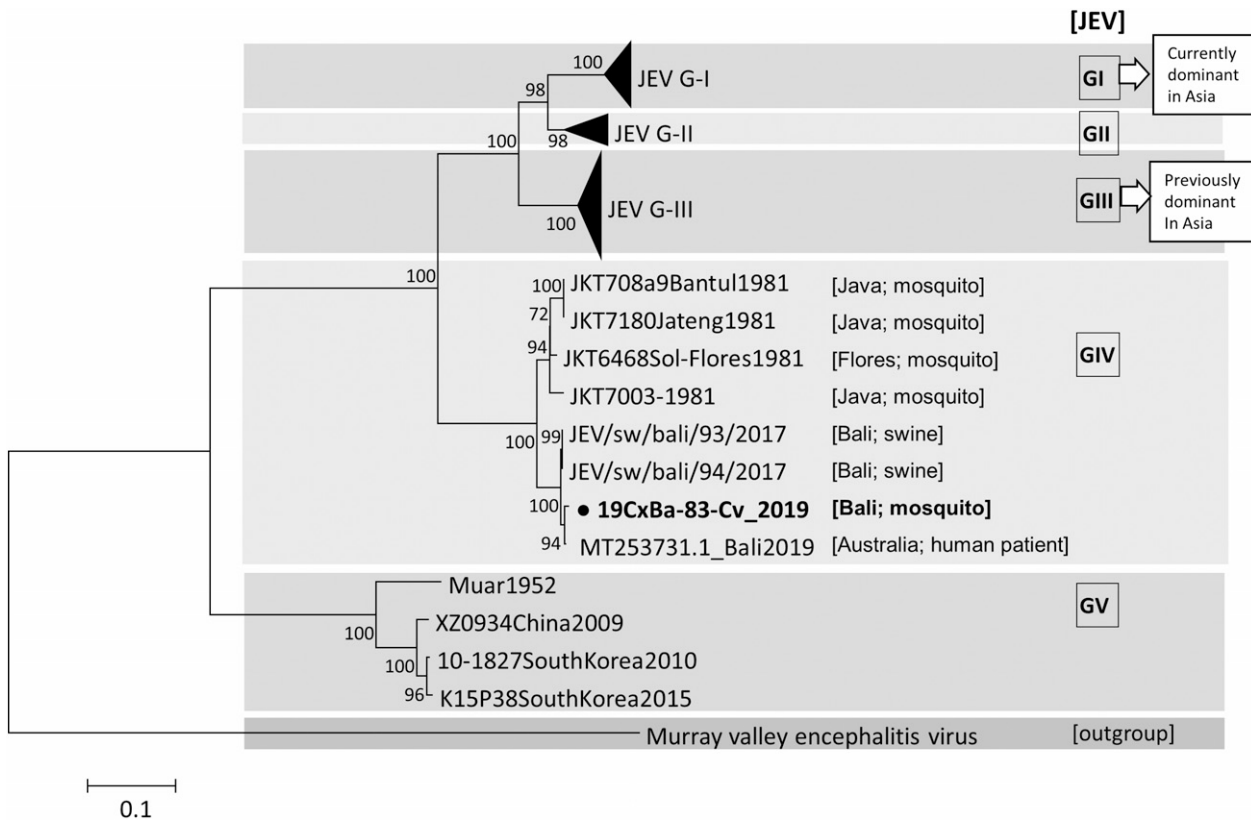 [JEV]
100
JEV G-I
GI
Currently
dominant
in Asia
98
98
JEV G-II
GII
100
100
JEV G-III
GIII
Previously
dominant
In Asia
100
100
JKT708a9Bantul1981
[Java; mosquito]
72
JKT7180Jateng1981
[Java; mosquito]
94
JKT6468Sol-Flores1981
[Flores; mosquito]
GIV
JKT7003-1981
[Java; mosquito]
100
99
JEV/sw/bali/93/2017
[Bali; swine]
JEV/sw/bali/94/2017
[Bali; swine]
100
19CxBa-83-Cv_2019
[Bali; mosquito]
94
MT253731.1_Bali2019
[Australia; human patient]
Muar1952
GV
100
XZ0934China2009
100
10-1827SouthKorea2010
96
K15P38SouthKorea2015
Murray valley encephalitis virus
[outgroup]
0.1